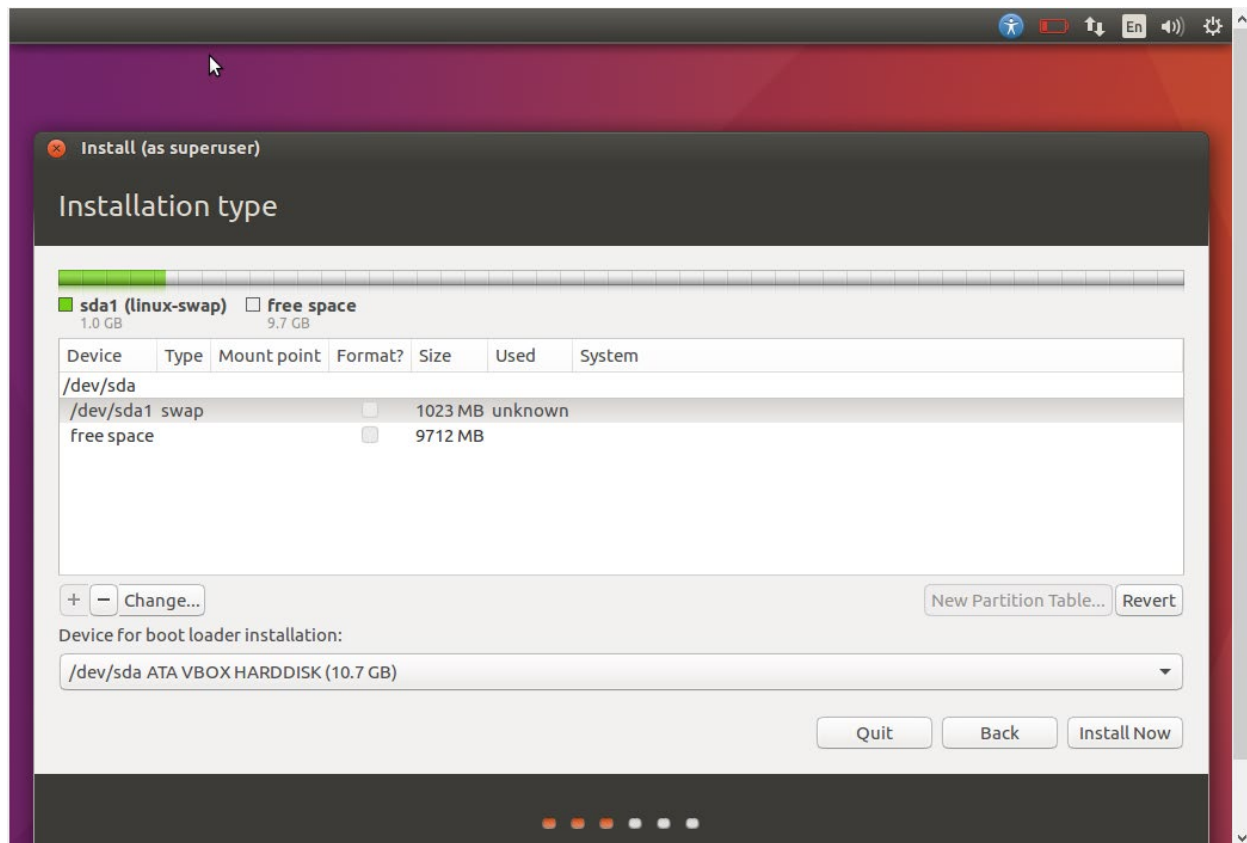 En
Install (as superuser)
Installation type
sda1 (linux-swap) free space
1.0 GB 9.7 GB
Device Type Mount point Format? Size Used System
/dev/sda
/dev/sda1 swap 1023 MB unknown
free space 9712 MB
+ − Change... New Partition Table... Revert
Device for boot loader installation:
/dev/sda ATA VBOX HARDDISK (10.7 GB)
Quit Back Install Now